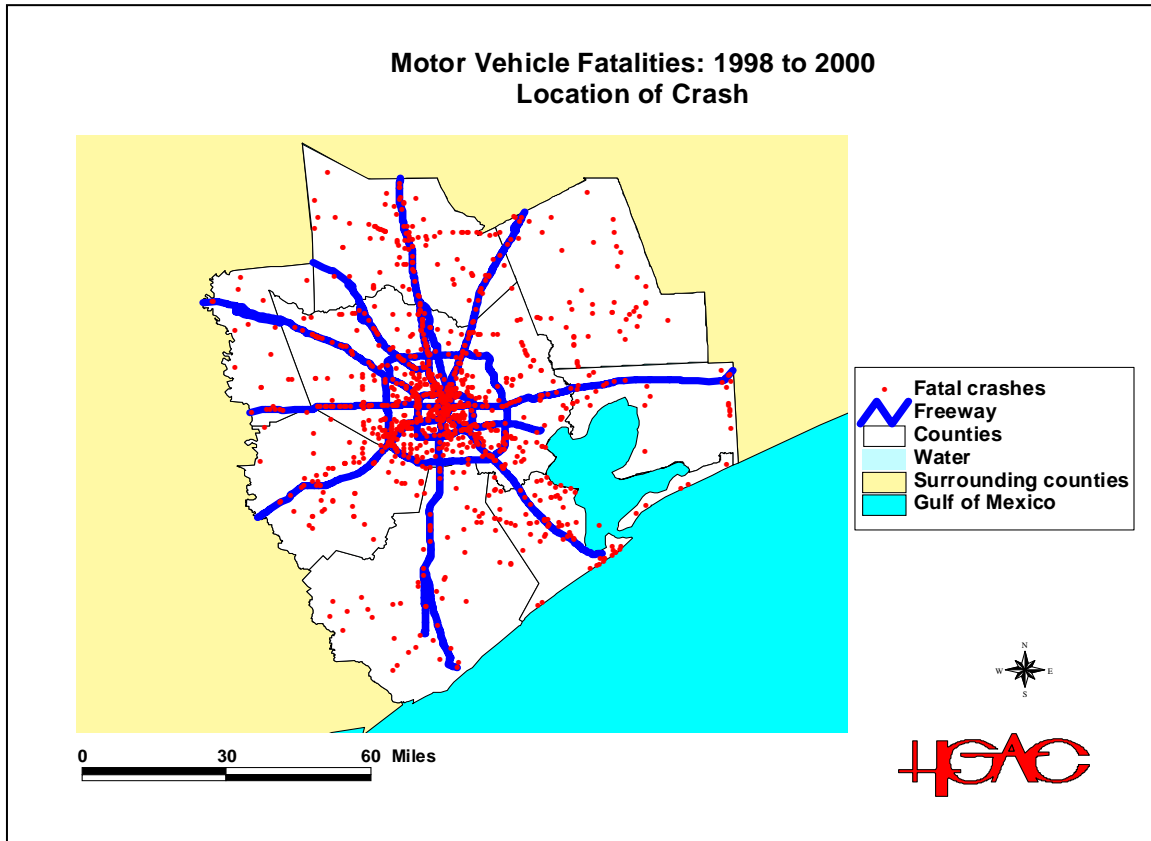 Motor Vehicle Fatalities: 1998 to 2000
Location of Crash
Fatal crashes
Freeway
Counties
Water
Surrounding counties
Gulf of Mexico
N
W E
S
0 30 60 Miles
HGAC